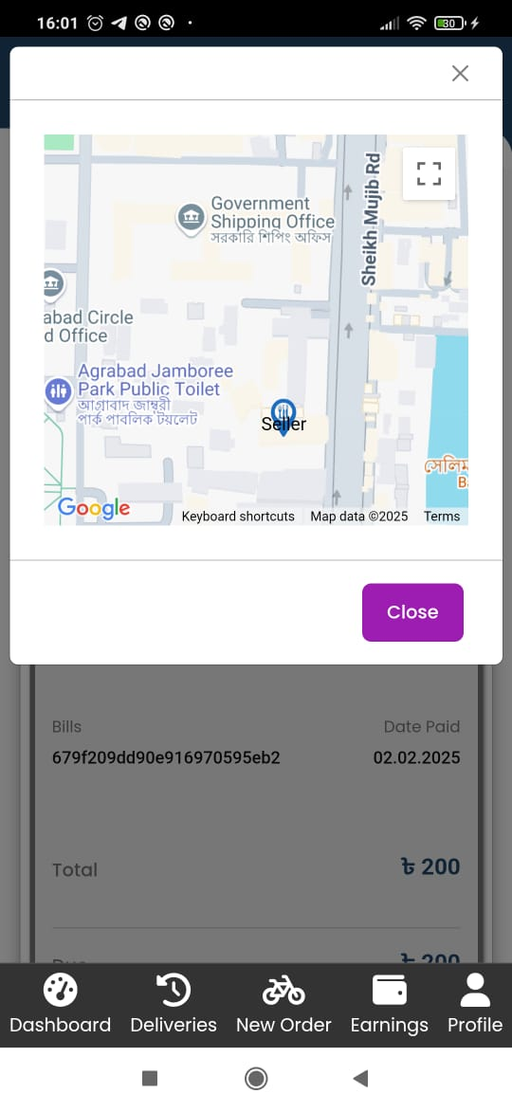 16:01
30
Government
Shipping Office
সরকারি শিপিং অফিস
Sheikh Mujib Rd
abad Circle
d Office
Agrabad Jamboree
Park Public Toilet
আগ্রাবাদ জাম্বুরী
পার্ক পাবলিক টয়লেট
Seller
সেলিম
B
Google
Keyboard shortcuts
Map data ©2025
Terms
Close
Bills
Date Paid
679f209dd90e916970595eb2
02.02.2025
Total
৳ 200
৳ 200
Dashboard
Deliveries
New Order
Earnings
Profile